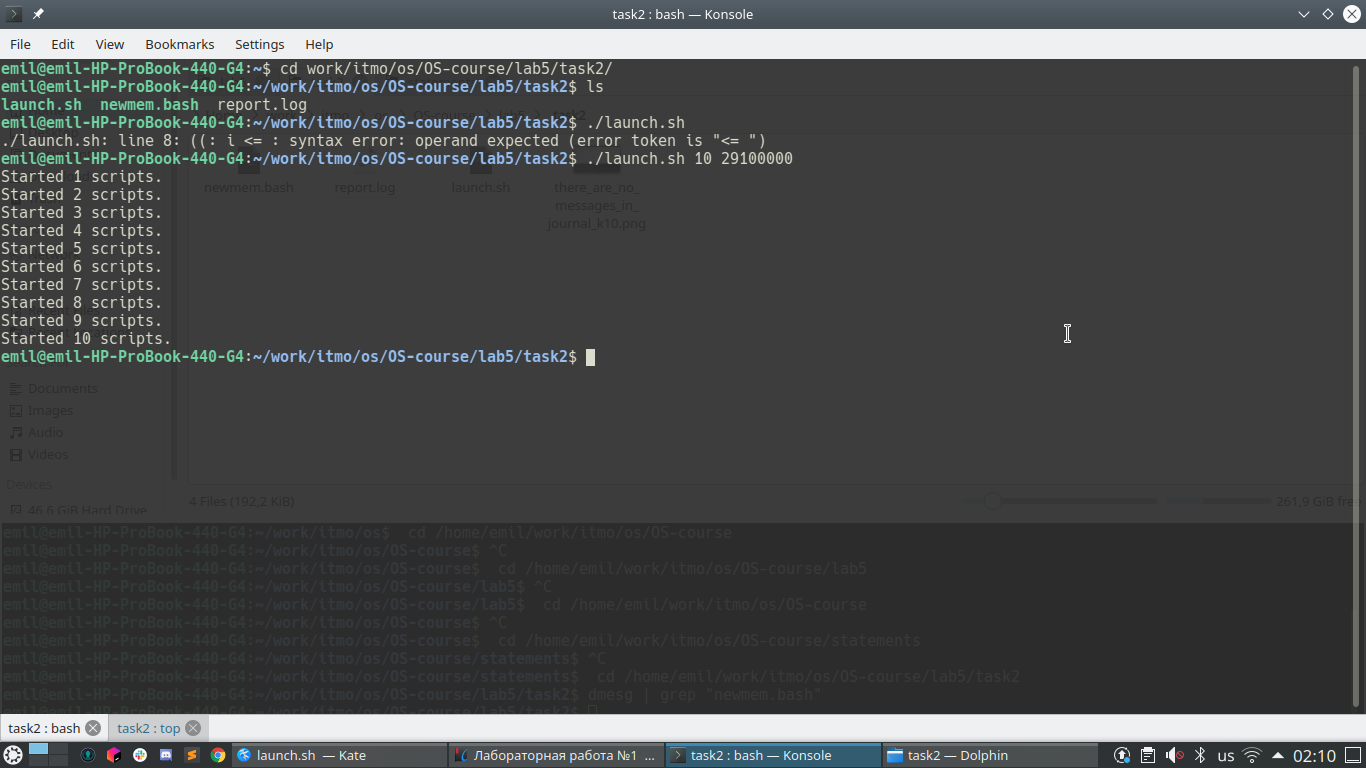 task2 : bash — Konsole
File Edit View Bookmarks Settings Help
emil@emil-HP-ProBook-440-G4:~$ cd work/itmo/os/OS-course/lab5/task2/
emil@emil-HP-ProBook-440-G4:~/work/itmo/os/OS-course/lab5/task2$ ls
launch.sh  newmem.bash  report.log
emil@emil-HP-ProBook-440-G4:~/work/itmo/os/OS-course/lab5/task2$ ./launch.sh
./launch.sh: line 8: ((: i <= : syntax error: operand expected (error token is "<= ")
emil@emil-HP-ProBook-440-G4:~/work/itmo/os/OS-course/lab5/task2$ ./launch.sh 10 29100000
Started 1 scripts.
Started 2 scripts.
Started 3 scripts.
Started 4 scripts.
Started 5 scripts.
Started 6 scripts.
Started 7 scripts.
Started 8 scripts.
Started 9 scripts.
Started 10 scripts.
emil@emil-HP-ProBook-440-G4:~/work/itmo/os/OS-course/lab5/task2$
newmem.bash report.log launch.sh there_are_no_
messages_in_
journal_k10.png
Documents
Images
Audio
Videos
Devices
46,6 GiB Hard Drive
4 Files (192,2 KiB) 261,9 GiB free
emil@emil-HP-ProBook-440-G4:~/work/itmo/os$  cd /home/emil/work/itmo/os/OS-course
emil@emil-HP-ProBook-440-G4:~/work/itmo/os/OS-course$ ^C
emil@emil-HP-ProBook-440-G4:~/work/itmo/os/OS-course$  cd /home/emil/work/itmo/os/OS-course/lab5
emil@emil-HP-ProBook-440-G4:~/work/itmo/os/OS-course/lab5$ ^C
emil@emil-HP-ProBook-440-G4:~/work/itmo/os/OS-course/lab5$  cd /home/emil/work/itmo/os/OS-course
emil@emil-HP-ProBook-440-G4:~/work/itmo/os/OS-course$ ^C
emil@emil-HP-ProBook-440-G4:~/work/itmo/os/OS-course$  cd /home/emil/work/itmo/os/OS-course/statements
emil@emil-HP-ProBook-440-G4:~/work/itmo/os/OS-course/statements$ ^C
emil@emil-HP-ProBook-440-G4:~/work/itmo/os/OS-course/statements$  cd /home/emil/work/itmo/os/OS-course/lab5/task2
emil@emil-HP-ProBook-440-G4:~/work/itmo/os/OS-course/lab5/task2$ dmesg | grep "newmem.bash"
emil@emil-HP-ProBook-440-G4:~/work/itmo/os/OS-course/lab5/task2$
task2 : bash task2 : top
launch.sh — Kate Лабораторная работа №1 ... task2 : bash — Konsole task2 — Dolphin us 02:10